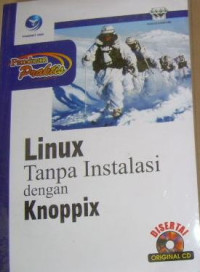 Panduan
Praktis
Linux
Tanpa Instalasi
dengan
Knoppix
DISERTAI
ORIGINAL CD